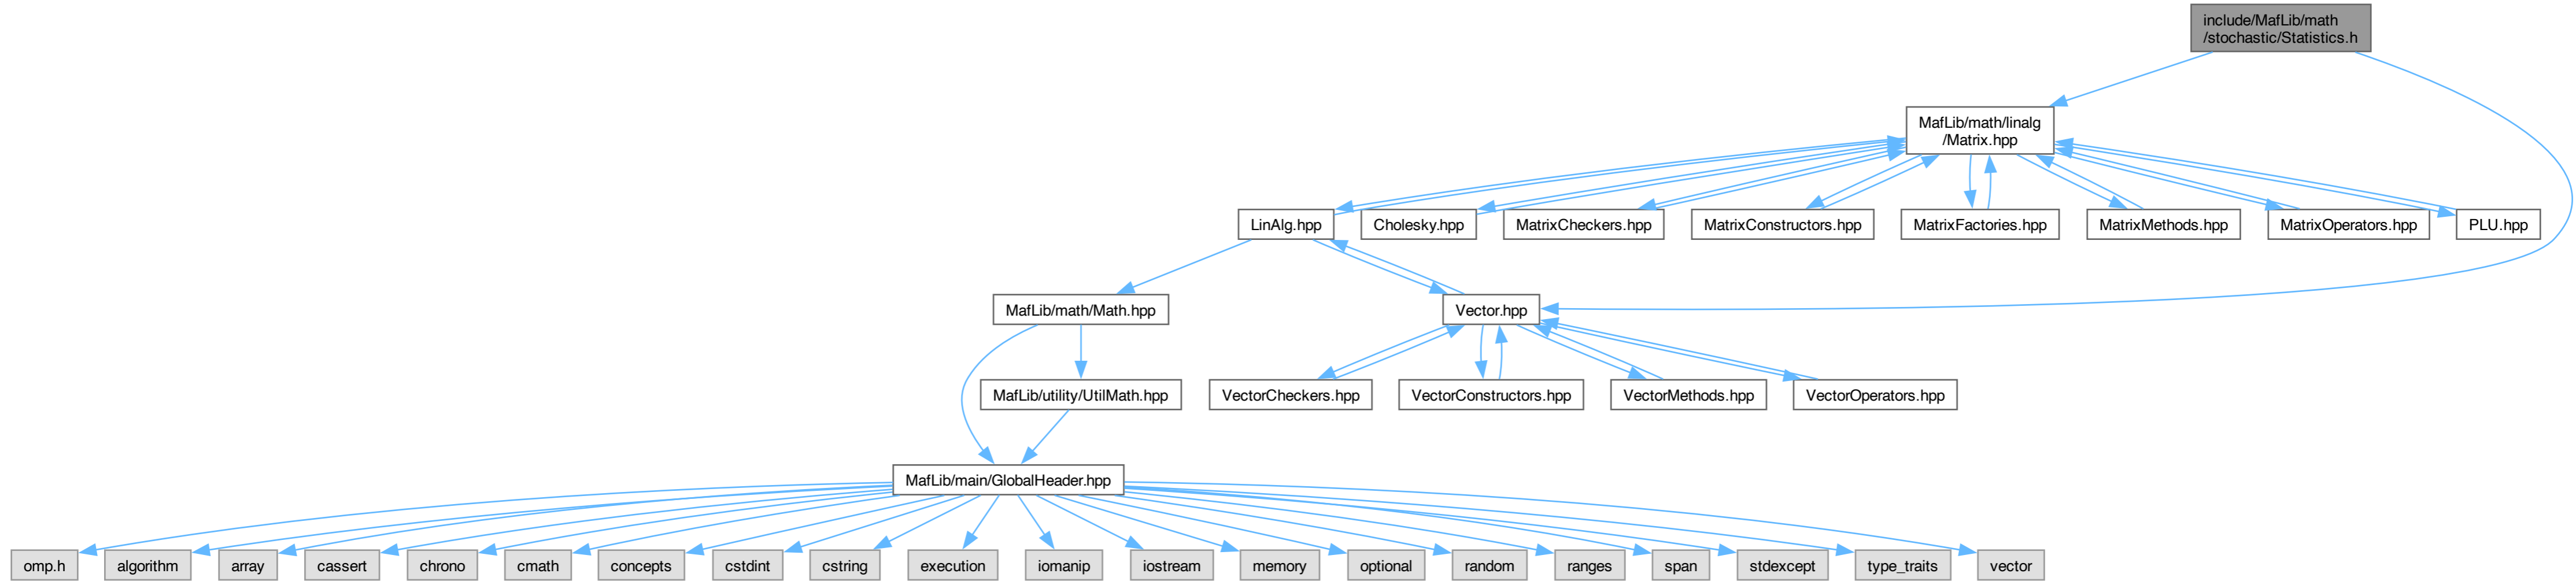 include/MafLib/math
/stochastic/Statistics.h
MafLib/math/linalg
/Matrix.hpp
LinAlg.hpp
Cholesky.hpp
MatrixCheckers.hpp
MatrixConstructors.hpp
MatrixFactories.hpp
MatrixMethods.hpp
MatrixOperators.hpp
PLU.hpp
MafLib/math/Math.hpp
Vector.hpp
MafLib/utility/UtilMath.hpp
VectorCheckers.hpp
VectorConstructors.hpp
VectorMethods.hpp
VectorOperators.hpp
MafLib/main/GlobalHeader.hpp
omp.h
algorithm
array
cassert
chrono
cmath
concepts
cstdint
cstring
execution
iomanip
iostream
memory
optional
random
ranges
span
stdexcept
type_traits
vector